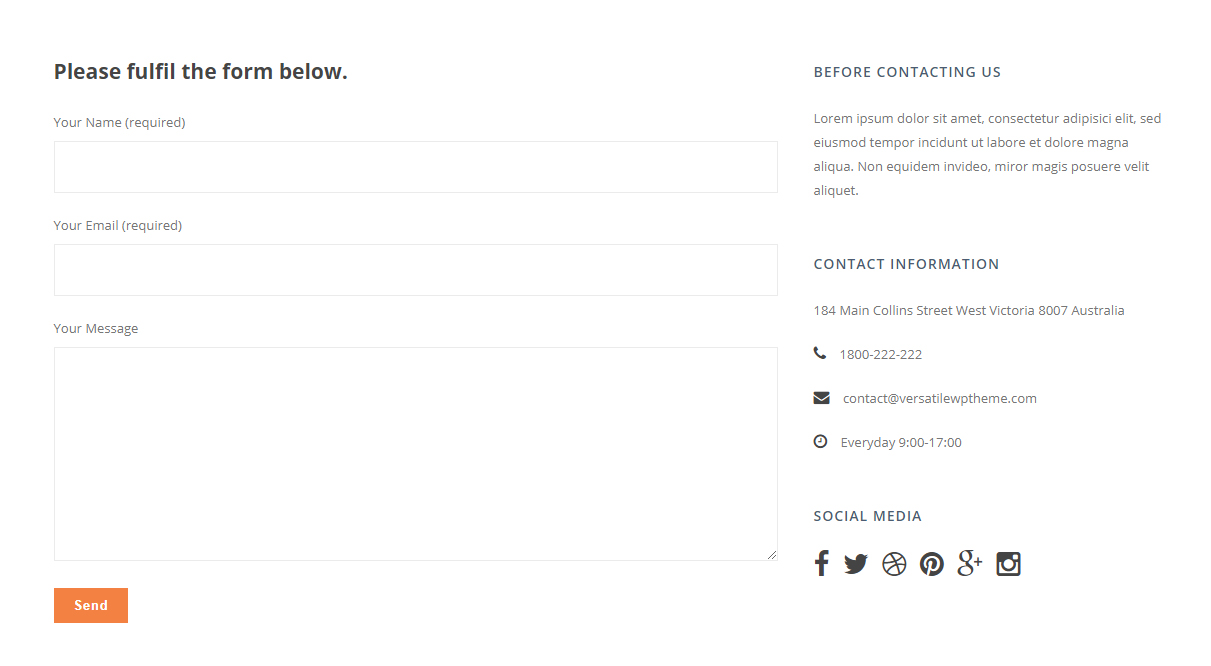 Please fulfil the form below.
Your Name (required)
Your Email (required)
Your Message
Send
BEFORE CONTACTING US
Lorem ipsum dolor sit amet, consectetur adipisici elit, sed
eiusmod tempor incidunt ut labore et dolore magna
aliqua. Non equidem invideo, miror magis posuere velit
aliquet.
CONTACT INFORMATION
184 Main Collins Street West Victoria 8007 Australia
1800-222-222
contact@versatilewptheme.com
Everyday 9:00-17:00
SOCIAL MEDIA